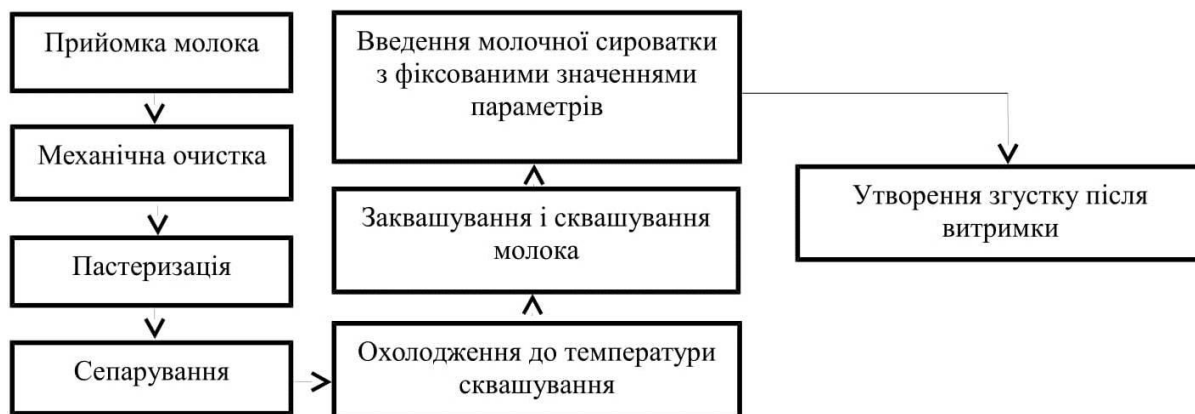 Прийомка молока
Механічна очистка
Пастеризація
Сепарування
Охолодження до температури
сквашування
Заквашування і сквашування
молока
Введення молочної сироватки
з фіксованими значеннями
параметрів
Утворення згустку після
витримки